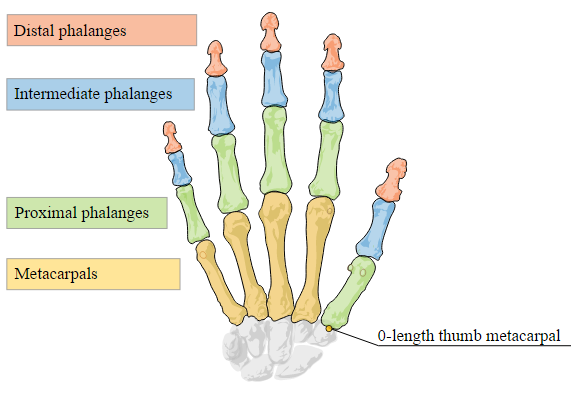 Distal phalanges
Intermediate phalanges
Proximal phalanges
Metacarpals
0-length thumb metacarpal